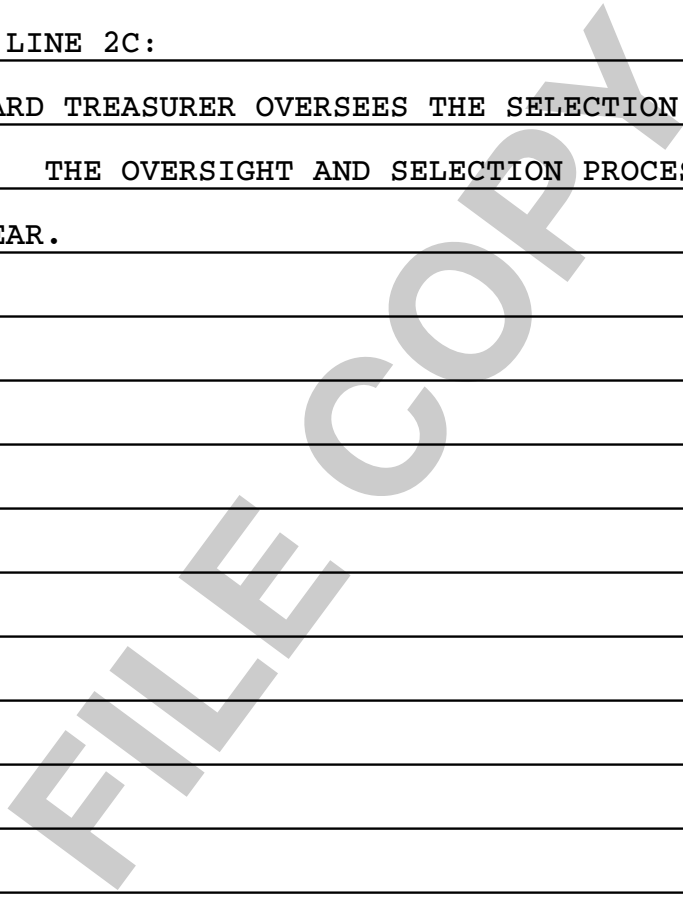 LINE 2C:
ARD TREASURER OVERSEES THE SELECTION
THE OVERSIGHT AND SELECTION PROCES
EAR.
FILE COPY